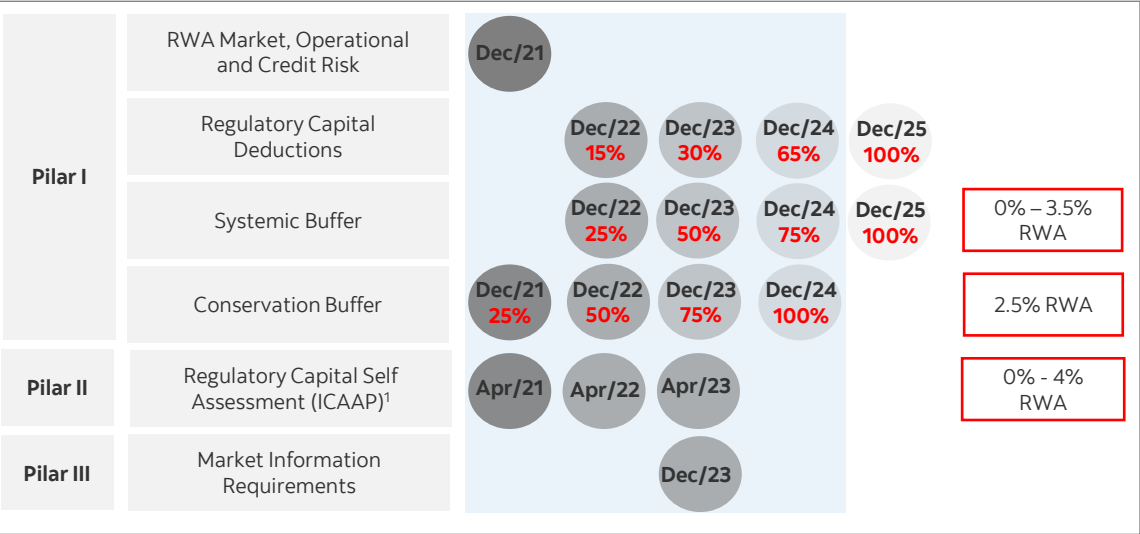 Pilar I
RWA Market, Operational
and Credit Risk
Dec/21
Regulatory Capital
Deductions
Dec/22
15%
Dec/23
30%
Dec/24
65%
Dec/25
100%
Systemic Buffer
Dec/22
25%
Dec/23
50%
Dec/24
75%
Dec/25
100%
0% – 3.5%
RWA
Conservation Buffer
Dec/21
25%
Dec/22
50%
Dec/23
75%
Dec/24
100%
2.5% RWA
Pilar II
Regulatory Capital Self
Assessment (ICAAP)¹
Apr/21
Apr/22
Apr/23
0% - 4%
RWA
Pilar III
Market Information
Requirements
Dec/23